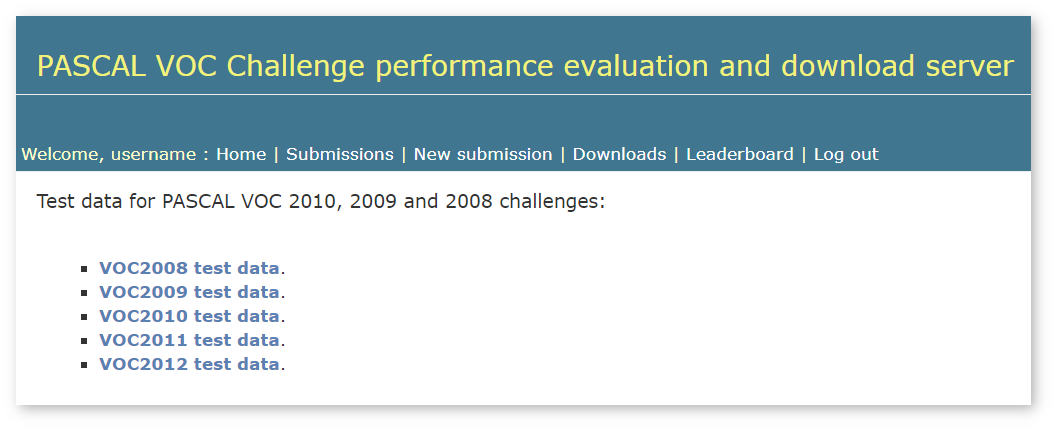 PASCAL VOC Challenge performance evaluation and download server
Welcome, username : Home | Submissions | New submission | Downloads | Leaderboard | Log out
Test data for PASCAL VOC 2010, 2009 and 2008 challenges:
VOC2008 test data.
VOC2009 test data.
VOC2010 test data.
VOC2011 test data.
VOC2012 test data.